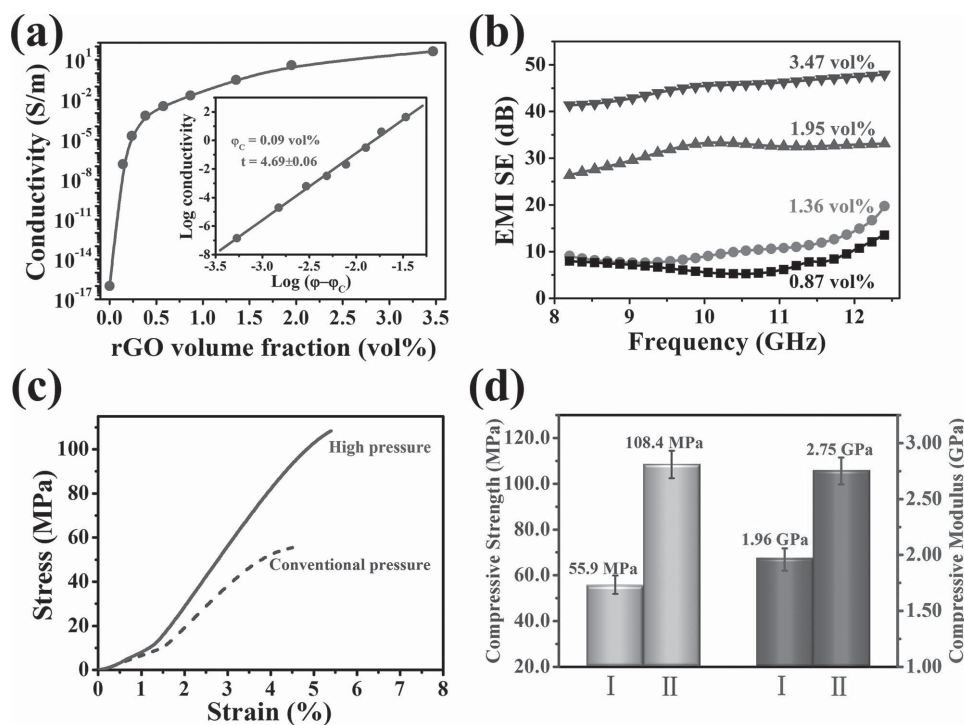 (a)
Conductivity (S/m)
10^1
10^-2
10^-5
10^-8
10^-11
10^-14
10^-17
0.0 0.5 1.0 1.5 2.0 2.5 3.0 3.5
rGO volume fraction (vol%)
Log conductivity
2
0
-2
-4
-6
-8
φC = 0.09 vol%
t = 4.69±0.06
-3.5 -3.0 -2.5 -2.0 -1.5
Log (φ−φC)
(b)
EMI SE (dB)
50
40
30
20
10
0
3.47 vol%
1.95 vol%
1.36 vol%
0.87 vol%
8 9 10 11 12
Frequency (GHz)
(c)
Stress (MPa)
100
80
60
40
20
0
High pressure
Conventional pressure
0 1 2 3 4 5 6 7 8
Strain (%)
(d)
Compressive Strength (MPa)
120.0
100.0
80.0
60.0
40.0
20.0
55.9 MPa
108.4 MPa
1.96 GPa
2.75 GPa
I II I II
3.00
2.50
2.00
1.50
1.00
Compressive Modulus (GPa)